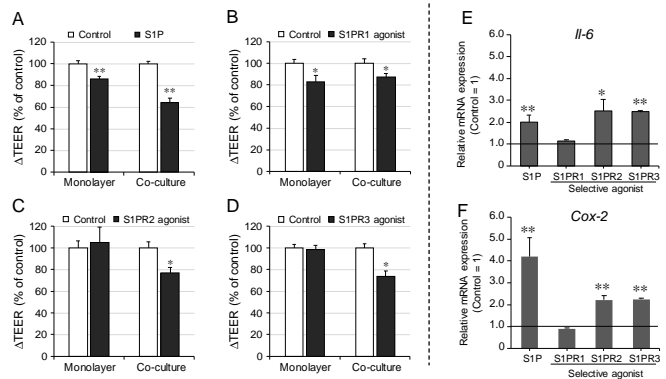 A
Control S1P
ΔTEER (% of control)
120
100
80
60
40
20
0
**
**
Monolayer Co-culture
B
Control S1PR1 agonist
ΔTEER (% of control)
120
100
80
60
40
20
0
*
*
Monolayer Co-culture
C
Control S1PR2 agonist
ΔTEER (% of control)
120
100
80
60
40
20
0
*
Monolayer Co-culture
D
Control S1PR3 agonist
ΔTEER (% of control)
120
100
80
60
40
20
0
*
Monolayer Co-culture
E
Il-6
Relative mRNA expression
(Control = 1)
6.0
5.0
4.0
3.0
2.0
1.0
** * **
S1P S1PR1 S1PR2 S1PR3
Selective agonist
F
Cox-2
Relative mRNA expression
(Control = 1)
6.0
5.0
4.0
3.0
2.0
1.0
0
** ** **
S1P S1PR1 S1PR2 S1PR3
Selective agonist